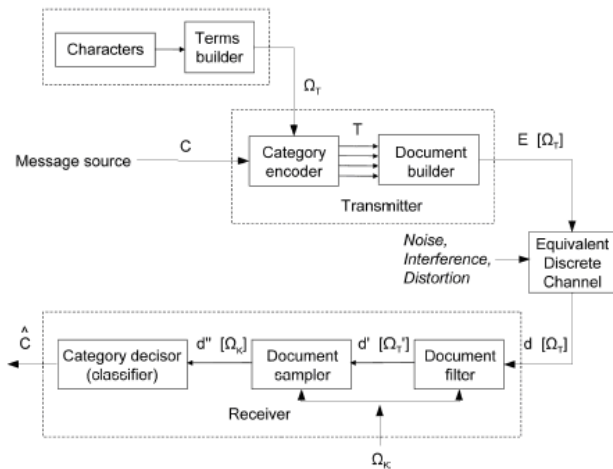 Characters
Terms
builder
Ω_T
T
C
E [Ω_T]
Message source
Category
encoder
Document
builder
Transmitter
Noise,
Interference,
Distortion
Equivalent
Discrete
Channel
Ĉ
d'' [Ω_K]
d' [Ω_T']
d [Ω_T]
Category decisor
(classifier)
Document
sampler
Document
filter
Receiver
Ω_K